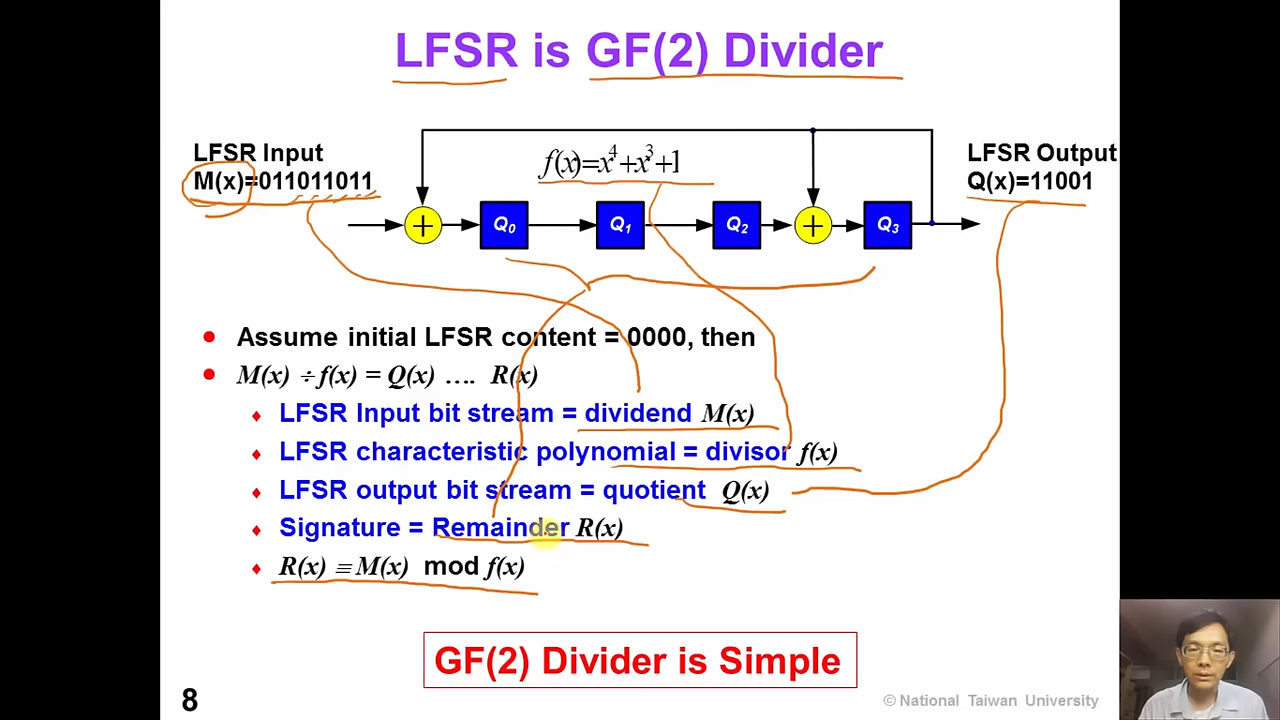 LFSR is GF(2) Divider
LFSR Input
M(x)=011011011
f(x)=x⁴+x³+1
LFSR Output
Q(x)=11001
+ Q₀ Q₁ Q₂ + Q₃
Assume initial LFSR content = 0000, then
M(x) ÷ f(x) = Q(x) …. R(x)
LFSR Input bit stream = dividend M(x)
LFSR characteristic polynomial = divisor f(x)
LFSR output bit stream = quotient Q(x)
Signature = Remainder R(x)
R(x) ≡ M(x) mod f(x)
GF(2) Divider is Simple
8
© National Taiwan University